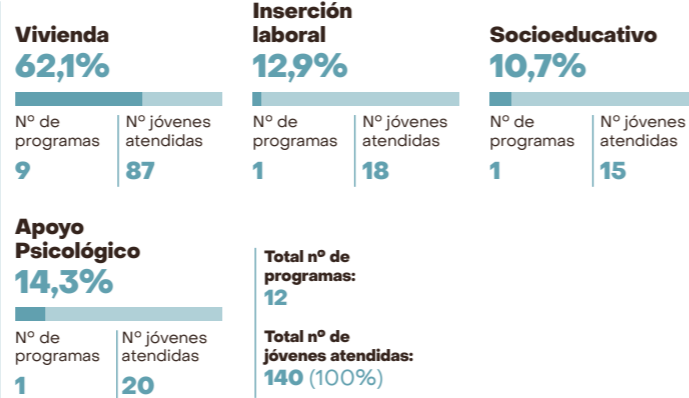 Vivienda
62,1%
Nº de
programas
9
Nº jóvenes
atendidas
87
Inserción
laboral
12,9%
Nº de
programas
1
Nº jóvenes
atendidas
18
Socioeducativo
10,7%
Nº de
programas
1
Nº jóvenes
atendidas
15
Apoyo
Psicológico
14,3%
Nº de
programas
1
Nº jóvenes
atendidas
20
Total nº de
programas:
12
Total nº de
jóvenes atendidas:
140 (100%)